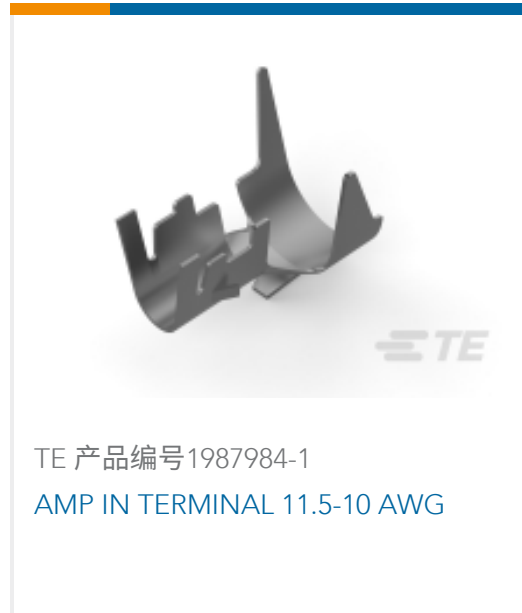 TE
TE 产品编号1987984-1
AMP IN TERMINAL 11.5-10 AWG